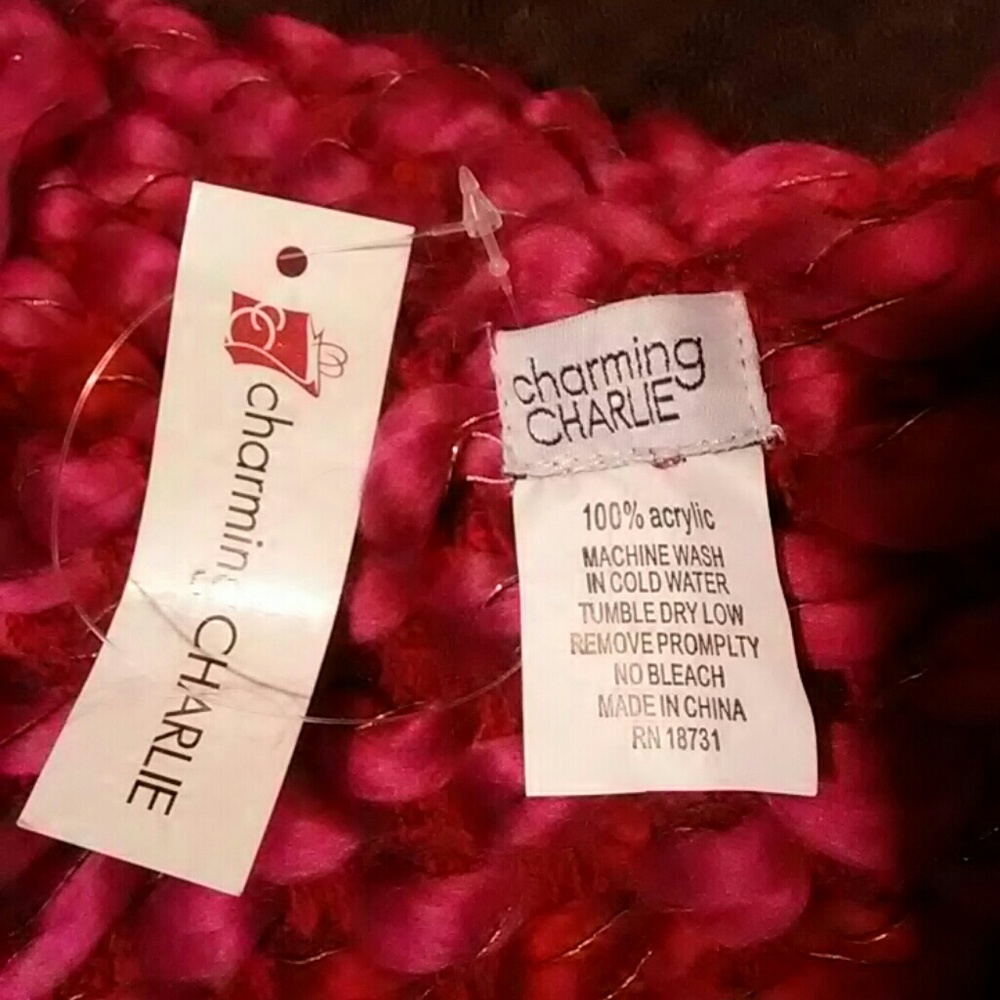 charming CHARLIE
charming
CHARLIE
100% acrylic
MACHINE WASH
IN COLD WATER
TUMBLE DRY LOW
REMOVE PROMPLTY
NO BLEACH
MADE IN CHINA
RN 18731